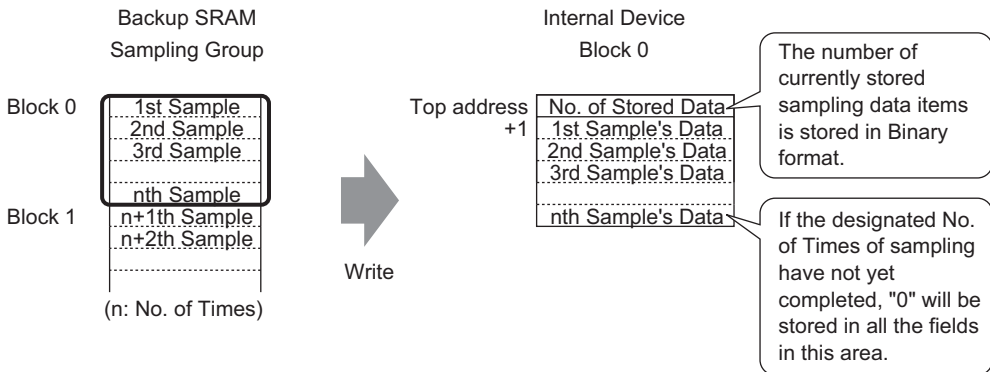 Backup SRAM
Sampling Group
Block 0
1st Sample
2nd Sample
3rd Sample
nth Sample
Block 1
n+1th Sample
n+2th Sample
(n: No. of Times)
Write
Internal Device
Block 0
Top address
No. of Stored Data
+1
1st Sample's Data
2nd Sample's Data
3rd Sample's Data
nth Sample's Data
The number of
currently stored
sampling data items
is stored in Binary
format.
If the designated No.
of Times of sampling
have not yet
completed, "0" will be
stored in all the fields
in this area.